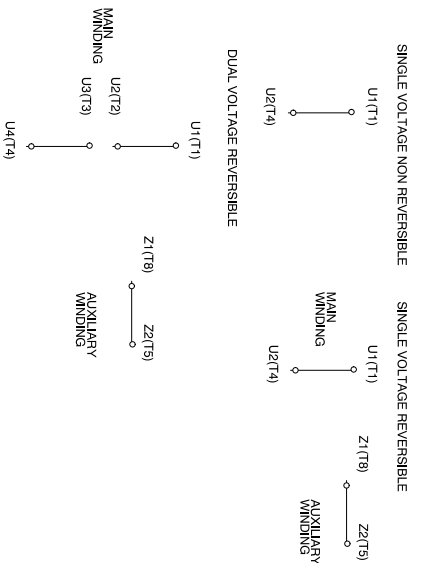 SINGLE VOLTAGE NON REVERSIBLE
U1(T1)
U2(T4)
SINGLE VOLTAGE REVERSIBLE
U1(T1)
MAIN
WINDING
U2(T4)
Z1(T8)
Z2(T5)
AUXILIARY
WINDING
DUAL VOLTAGE REVERSIBLE
U1(T1)
MAIN
WINDING
U2(T2)
U3(T3)
U4(T4)
Z1(T8)
Z2(T5)
AUXILIARY
WINDING